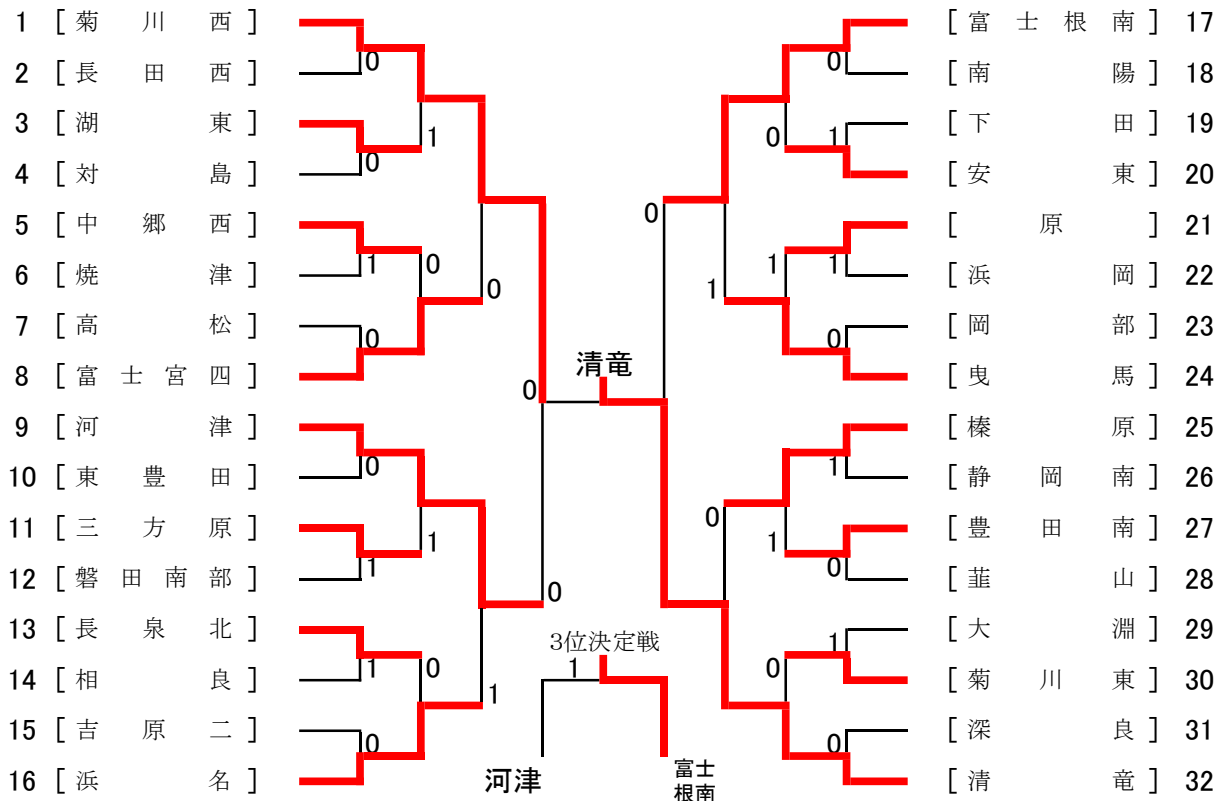 1 [ 菊 川 西 ]
2 [ 長 田 西 ]
3 [ 湖 東 ]
4 [ 対 島 ]
5 [ 中 郷 西 ]
6 [ 焼 津 ]
7 [ 高 松 ]
8 [ 富 士 宮 四 ]
9 [ 河 津 ]
10 [ 東 豊 田 ]
11 [ 三 方 原 ]
12 [ 磐 田 南 部 ]
13 [ 長 泉 北 ]
14 [ 相 良 ]
15 [ 吉 原 二 ]
16 [ 浜 名 ]
0
1
0
1
0
0
0
0
1
1
1
0
0
1
0
0
清竜
0
3位決定戦
1
河津
富士
根南
0
0
0
1
1
1
1
0
1
0
1
0
1
0
0
[ 富 士 根 南 ] 17
[ 南 陽 ] 18
[ 下 田 ] 19
[ 安 東 ] 20
[ 原 ] 21
[ 浜 岡 ] 22
[ 岡 部 ] 23
[ 曳 馬 ] 24
[ 榛 原 ] 25
[ 静 岡 南 ] 26
[ 豊 田 南 ] 27
[ 韮 山 ] 28
[ 大 淵 ] 29
[ 菊 川 東 ] 30
[ 深 良 ] 31
[ 清 竜 ] 32